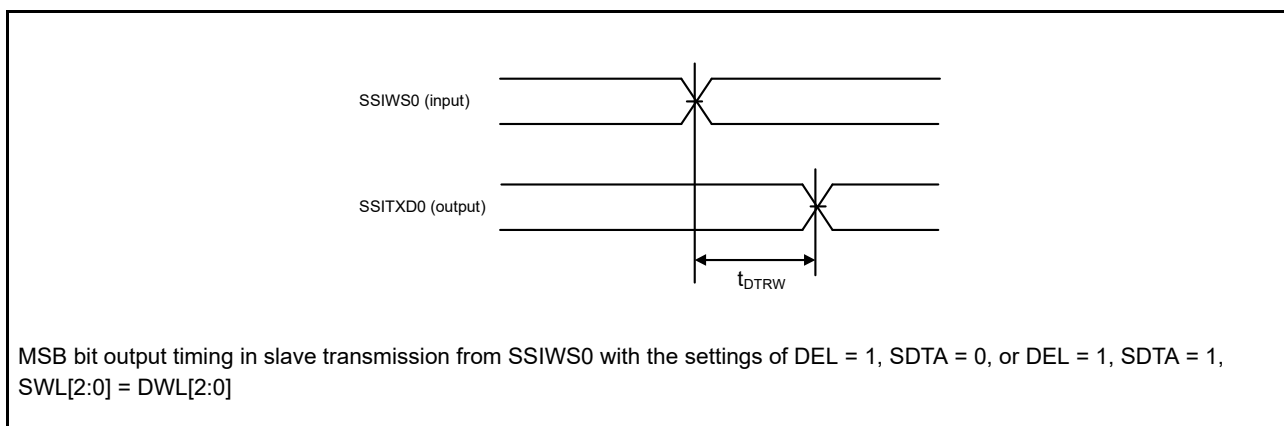 SSIWS0 (input)
SSITXD0 (output)
tDTRW
MSB bit output timing in slave transmission from SSIWS0 with the settings of DEL = 1, SDTA = 0, or DEL = 1, SDTA = 1,
SWL[2:0] = DWL[2:0]